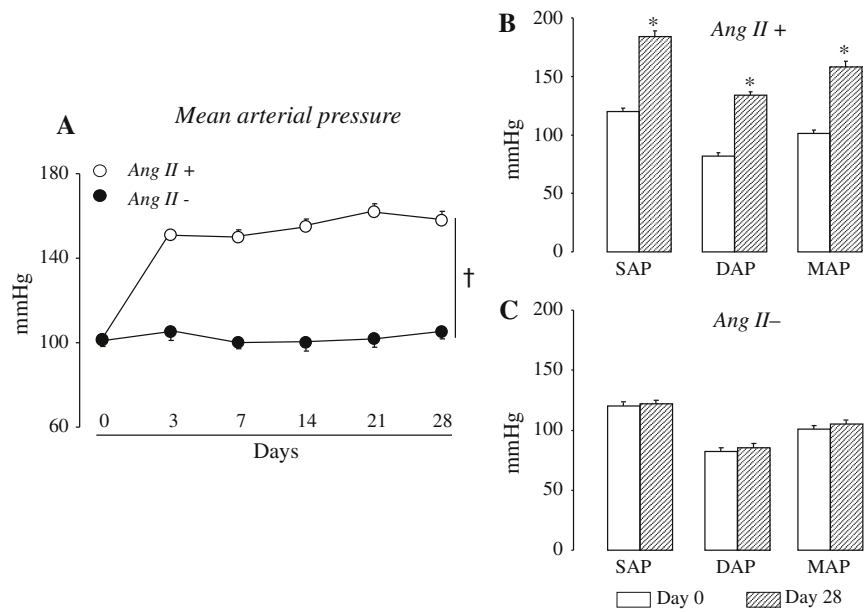 A
Mean arterial pressure
Ang II +
Ang II -
180
140
100
60
mmHg
†
0 3 7 14 21 28
Days
B
Ang II +
200
150
100
50
0
mmHg
* * *
SAP DAP MAP
C
Ang II–
200
150
100
50
0
mmHg
SAP DAP MAP
Day 0 Day 28